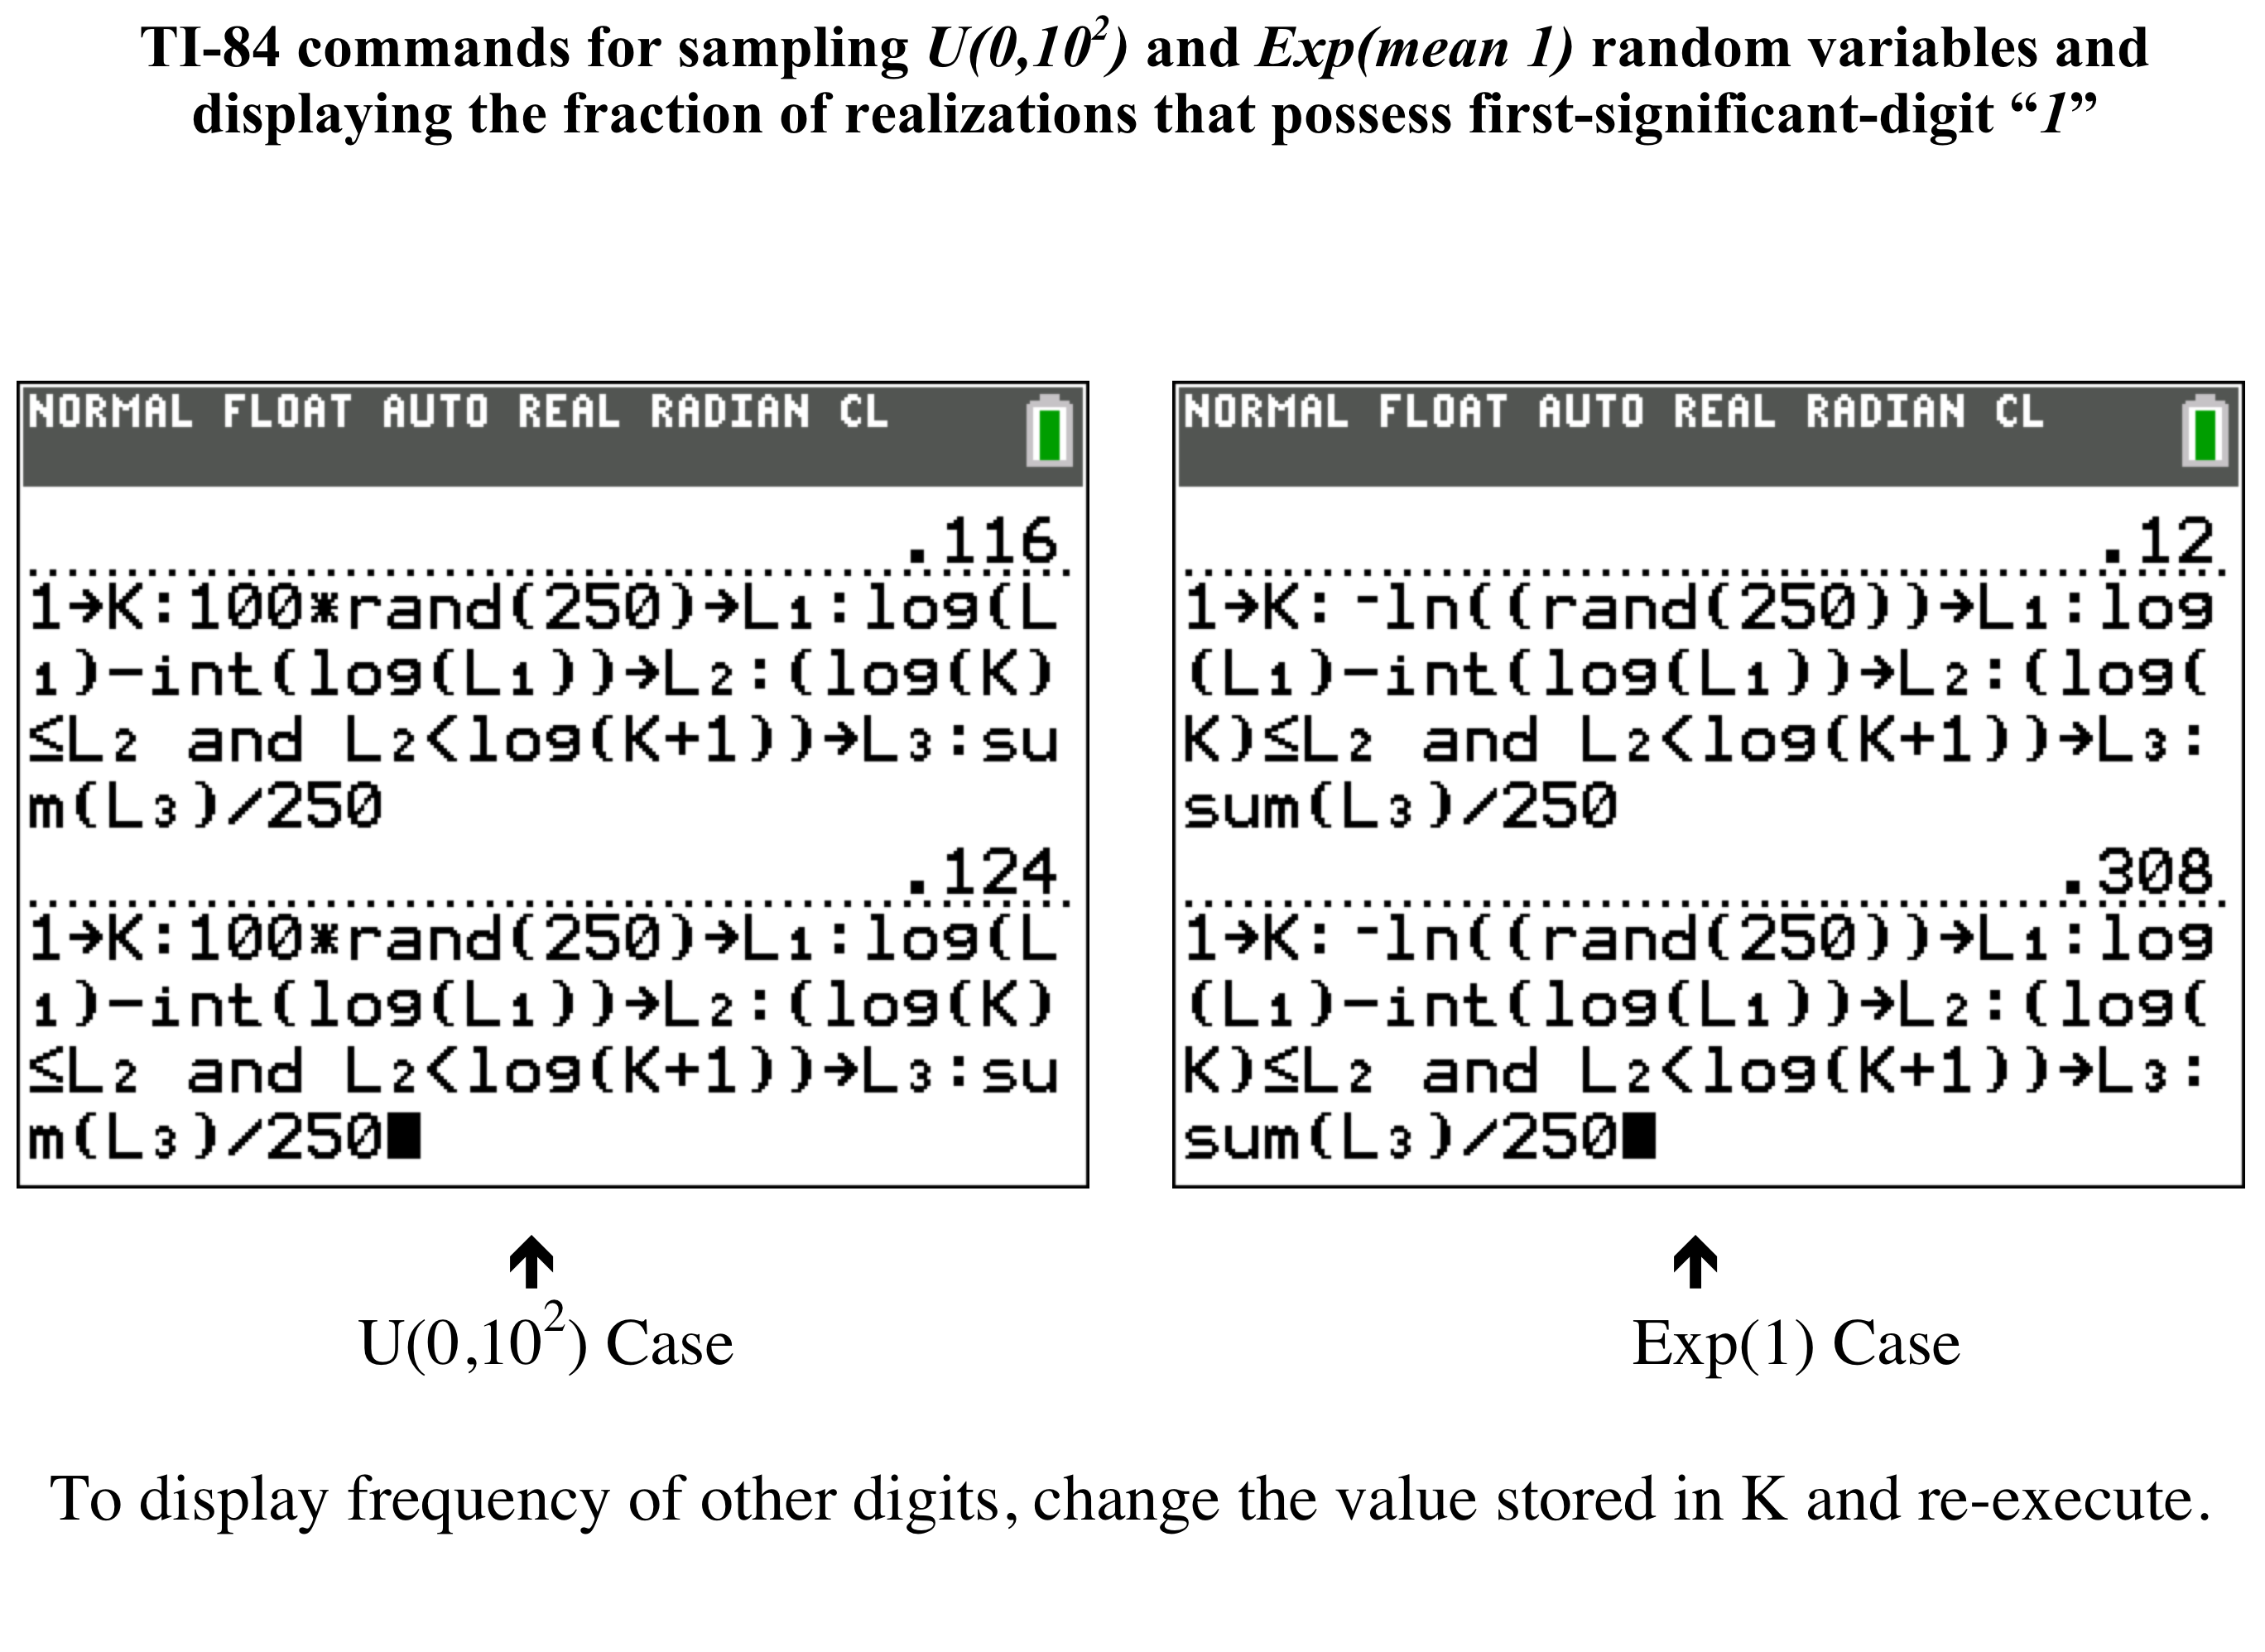 TI-84 commands for sampling U(0,10²) and Exp(mean 1) random variables and
displaying the fraction of realizations that possess first-significant-digit “1”
NORMAL FLOAT AUTO REAL RADIAN CL
.116
1→K:100*rand(250)→L₁:log(L
₁)-int(log(L₁))→L₂:(log(K)
≤L₂ and L₂<log(K+1))→L₃:su
m(L₃)/250
.124
1→K:100*rand(250)→L₁:log(L
₁)-int(log(L₁))→L₂:(log(K)
≤L₂ and L₂<log(K+1))→L₃:su
m(L₃)/250
U(0,10²) Case
NORMAL FLOAT AUTO REAL RADIAN CL
.12
1→K:⁻ln((rand(250))→L₁:log
(L₁)-int(log(L₁))→L₂:(log(
K)≤L₂ and L₂<log(K+1))→L₃:
sum(L₃)/250
.308
1→K:⁻ln((rand(250))→L₁:log
(L₁)-int(log(L₁))→L₂:(log(
K)≤L₂ and L₂<log(K+1))→L₃:
sum(L₃)/250
Exp(1) Case
To display frequency of other digits, change the value stored in K and re-execute.